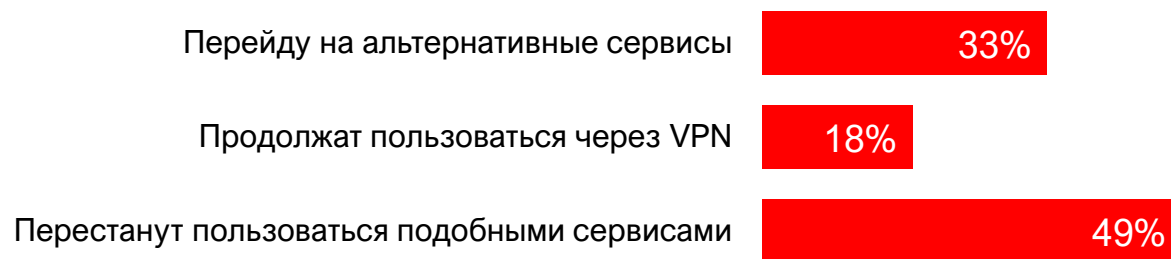 Перейду на альтернативные сервисы 33%
Продолжат пользоваться через VPN 18%
Перестанут пользоваться подобными сервисами 49%